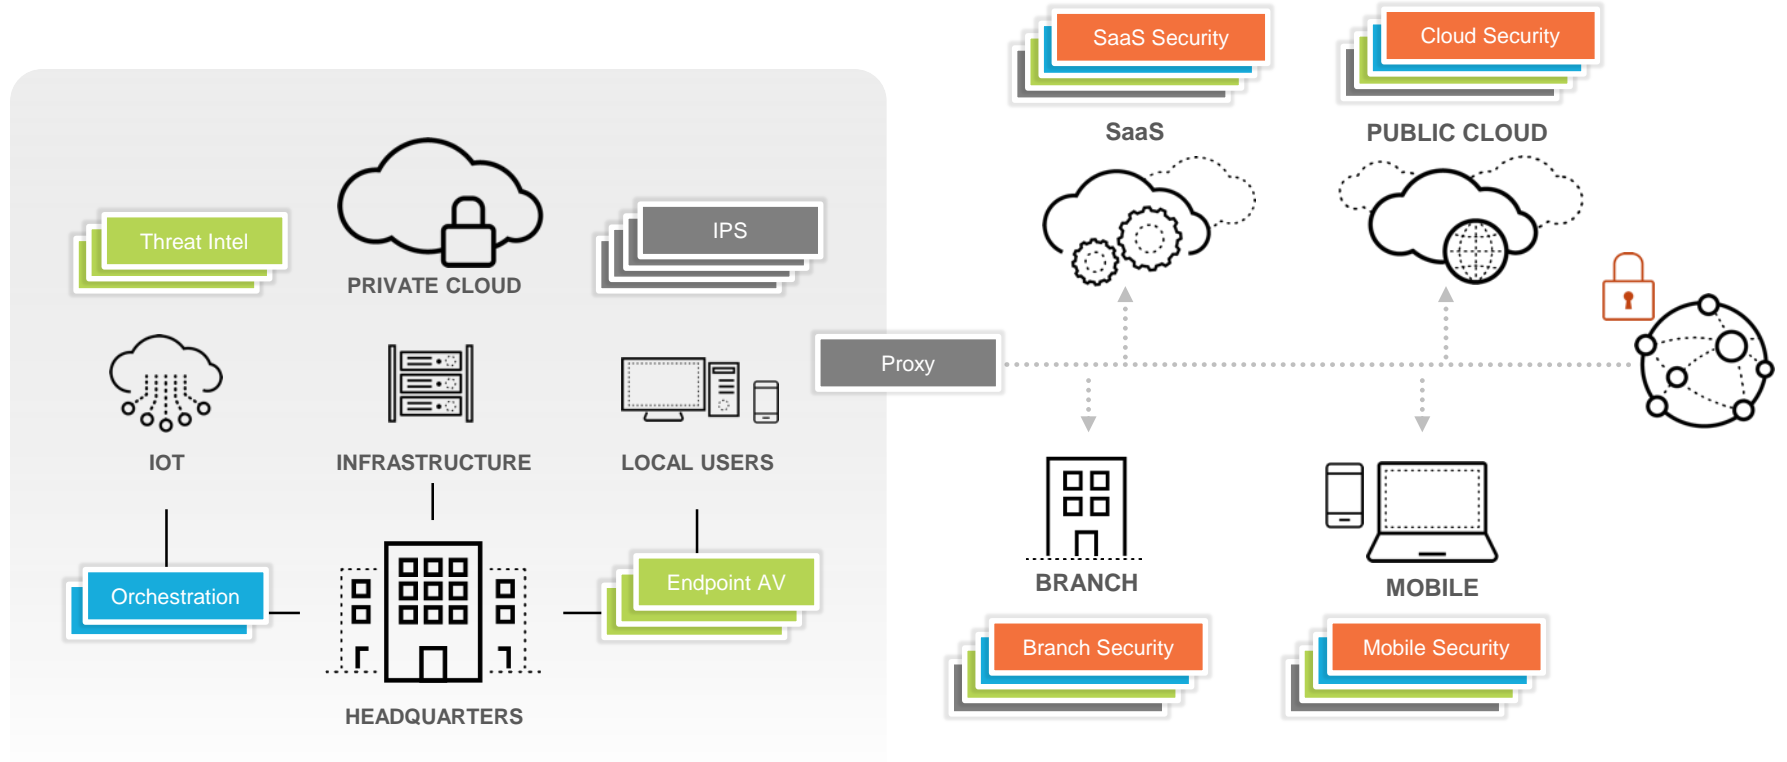 SaaS Security
Cloud Security
SaaS
PUBLIC CLOUD
Threat Intel
IPS
PRIVATE CLOUD
Proxy
IOT
INFRASTRUCTURE
LOCAL USERS
Orchestration
Endpoint AV
BRANCH
MOBILE
Branch Security
Mobile Security
HEADQUARTERS